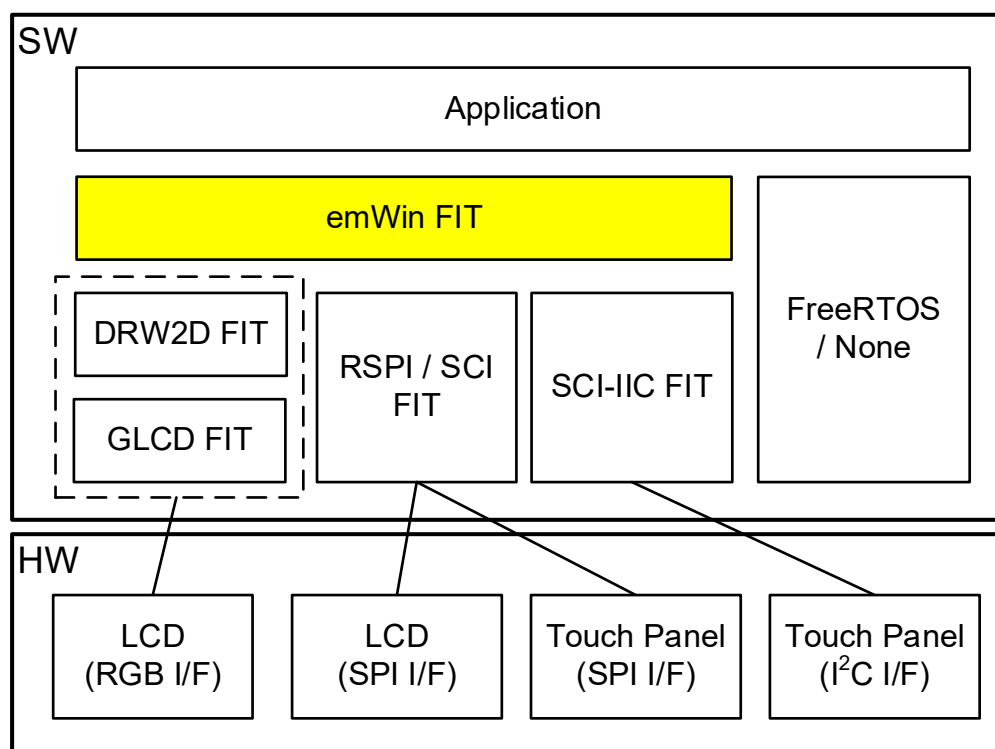 SW
Application
emWin FIT
DRW2D FIT
GLCD FIT
RSPI / SCI
FIT
SCI-IIC FIT
FreeRTOS
/ None
HW
LCD
(RGB I/F)
LCD
(SPI I/F)
Touch Panel
(SPI I/F)
Touch Panel
(I²C I/F)